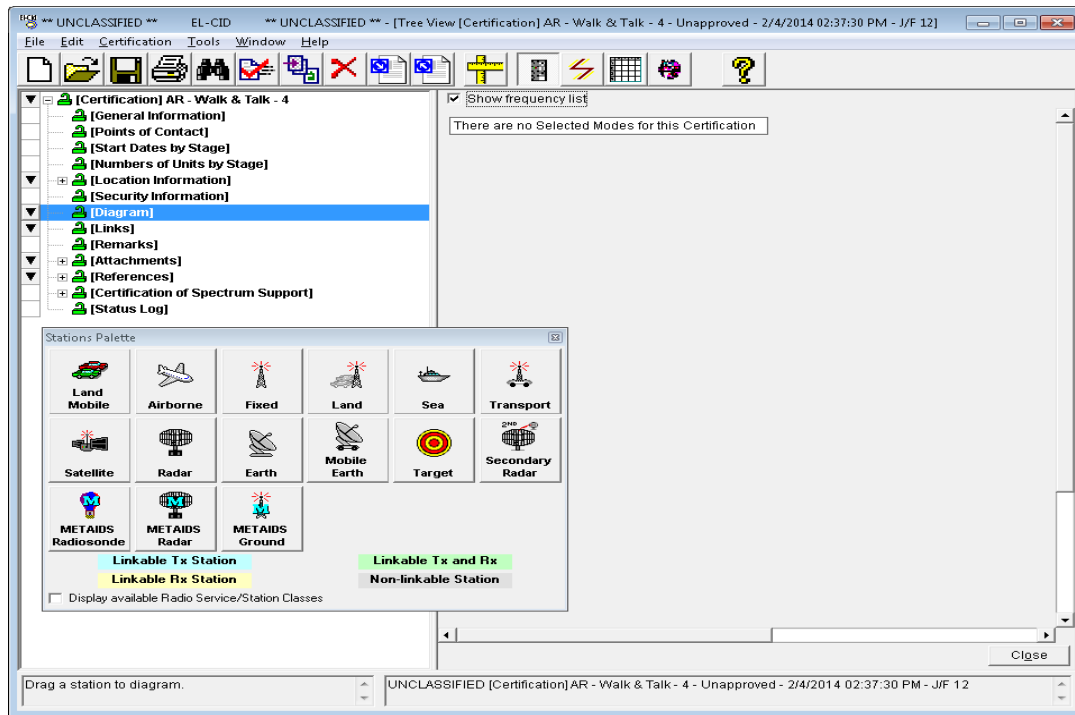 ** UNCLASSIFIED ** EL-CID ** UNCLASSIFIED ** - [Tree View [Certification] AR - Walk & Talk - 4 - Unapproved - 2/4/2014 02:37:30 PM - J/F 12]
File Edit Certification Tools Window Help
[Certification] AR - Walk & Talk - 4
[General Information]
[Points of Contact]
[Start Dates by Stage]
[Numbers of Units by Stage]
[Location Information]
[Security Information]
[Diagram]
[Links]
[Remarks]
[Attachments]
[References]
[Certification of Spectrum Support]
[Status Log]
Show frequency list
There are no Selected Modes for this Certification
Stations Palette
Land Mobile
Airborne
Fixed
Land
Sea
Transport
Satellite
Radar
Earth
Mobile Earth
Target
2ND
Secondary Radar
M
METAIDS Radiosonde
M
METAIDS Radar
M
METAIDS Ground
Linkable Tx Station
Linkable Tx and Rx
Linkable Rx Station
Non-linkable Station
Display available Radio Service/Station Classes
Close
Drag a station to diagram.
UNCLASSIFIED [Certification] AR - Walk & Talk - 4 - Unapproved - 2/4/2014 02:37:30 PM - J/F 12